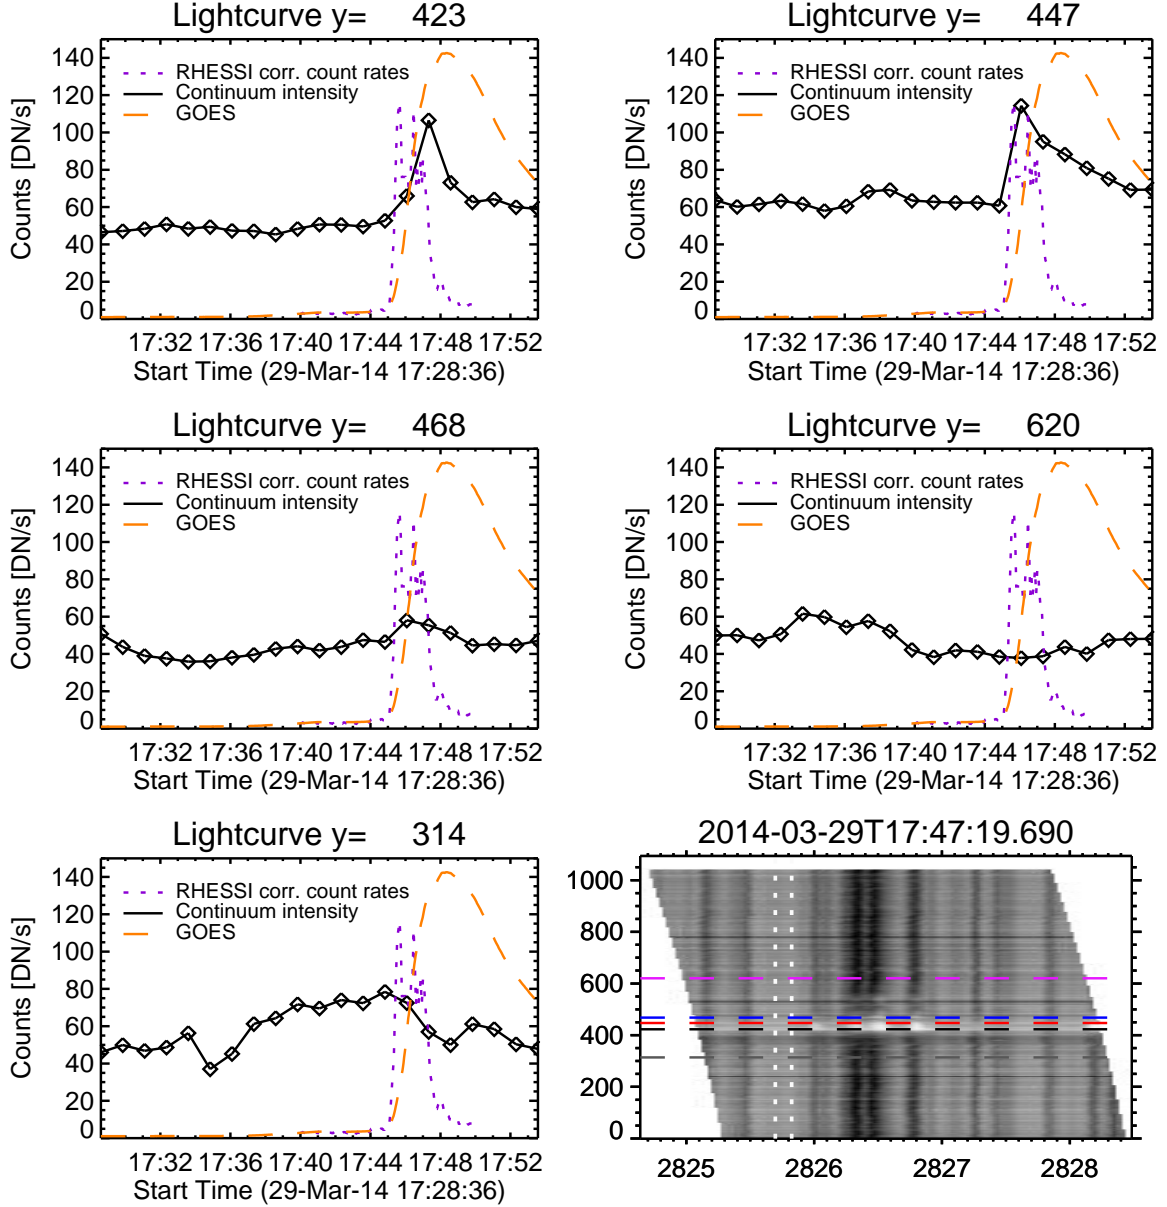 Lightcurve y= 423
Counts [DN/s]
140
120
100
80
60
40
20
0
RHESSI corr. count rates
Continuum intensity
GOES
17:32 17:36 17:40 17:44 17:48 17:52
Start Time (29-Mar-14 17:28:36)
Lightcurve y= 447
Counts [DN/s]
140
120
100
80
60
40
20
0
RHESSI corr. count rates
Continuum intensity
GOES
17:32 17:36 17:40 17:44 17:48 17:52
Start Time (29-Mar-14 17:28:36)
Lightcurve y= 468
Counts [DN/s]
140
120
100
80
60
40
20
0
RHESSI corr. count rates
Continuum intensity
GOES
17:32 17:36 17:40 17:44 17:48 17:52
Start Time (29-Mar-14 17:28:36)
Lightcurve y= 620
Counts [DN/s]
140
120
100
80
60
40
20
0
RHESSI corr. count rates
Continuum intensity
GOES
17:32 17:36 17:40 17:44 17:48 17:52
Start Time (29-Mar-14 17:28:36)
Lightcurve y= 314
Counts [DN/s]
140
120
100
80
60
40
20
0
RHESSI corr. count rates
Continuum intensity
GOES
17:32 17:36 17:40 17:44 17:48 17:52
Start Time (29-Mar-14 17:28:36)
2014-03-29T17:47:19.690
1000
800
600
400
200
0
2825 2826 2827 2828